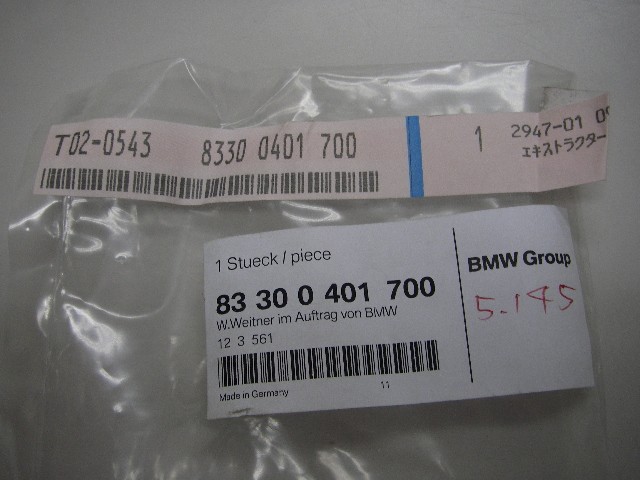 T02-0543 8330 0401 700 1 2947-01
エキストラクター
1 Stueck / piece
83 30 0 401 700
W.Weitner im Auftrag von BMW
12 3 561
Made in Germany 11
BMW Group
5.145